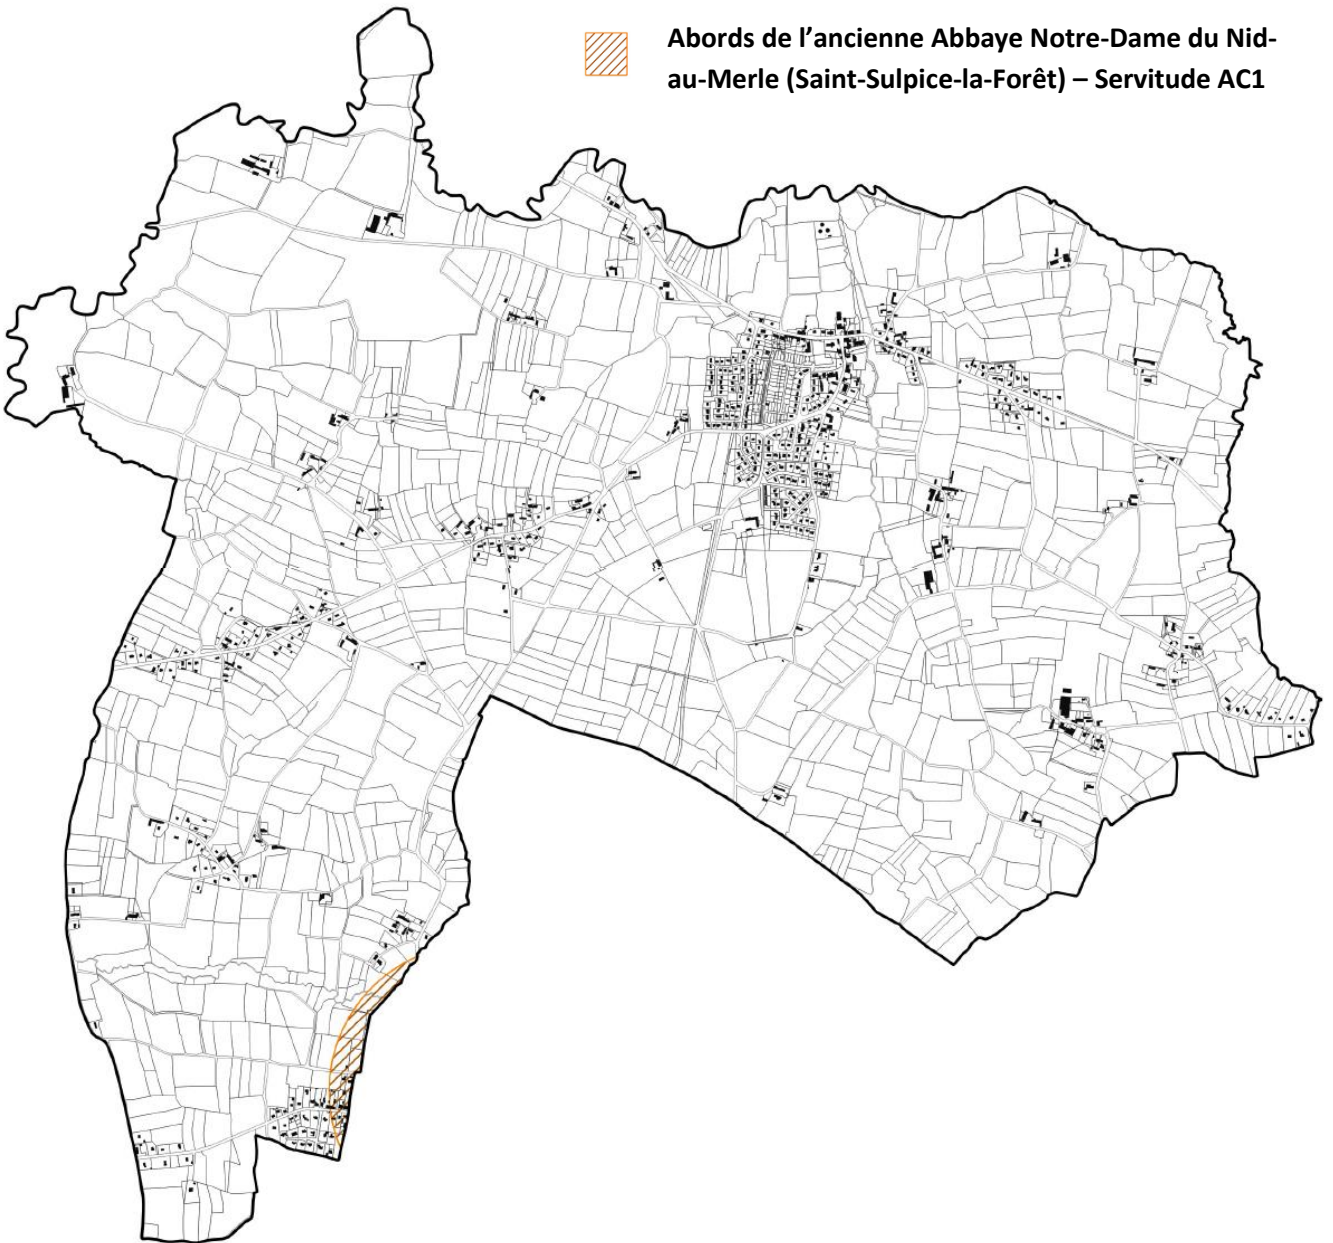 Abords de l’ancienne Abbaye Notre-Dame du Nid-
au-Merle (Saint-Sulpice-la-Forêt) – Servitude AC1